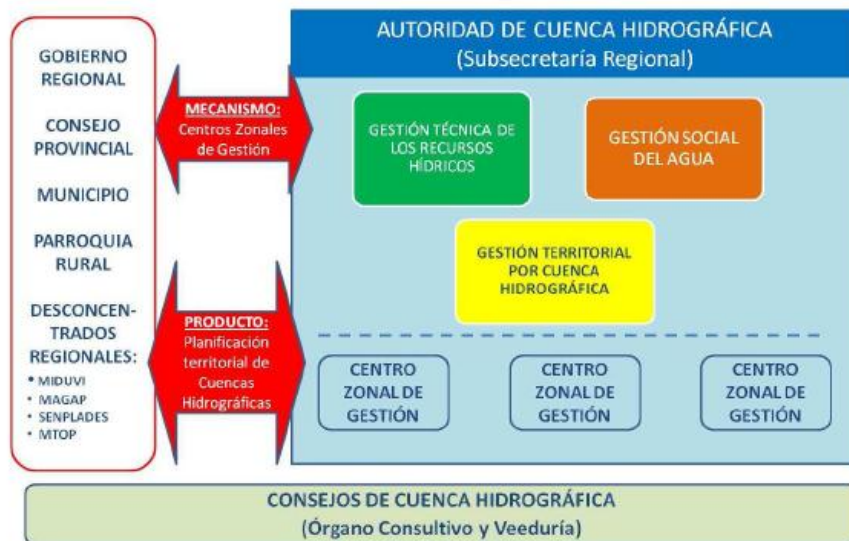 GOBIERNO
REGIONAL
CONSEJO
PROVINCIAL
MUNICIPIO
PARROQUIA
RURAL
DESCONCEN-
TRADOS
REGIONALES:
• MIDUVI
• MAGAP
• SENPLADES
• MTOP
MECANISMO:
Centros Zonales
de Gestión
PRODUCTO:
Planificación
territorial de
Cuencas
Hidrográficas
AUTORIDAD DE CUENCA HIDROGRÁFICA
(Subsecretaría Regional)
GESTIÓN TÉCNICA DE
LOS RECURSOS
HÍDRICOS
GESTIÓN SOCIAL
DEL AGUA
GESTIÓN TERRITORIAL
POR CUENCA
HIDROGRÁFICA
CENTRO
ZONAL DE
GESTIÓN
CENTRO
ZONAL DE
GESTIÓN
CENTRO
ZONAL DE
GESTIÓN
CONSEJOS DE CUENCA HIDROGRÁFICA
(Órgano Consultivo y Veeduría)